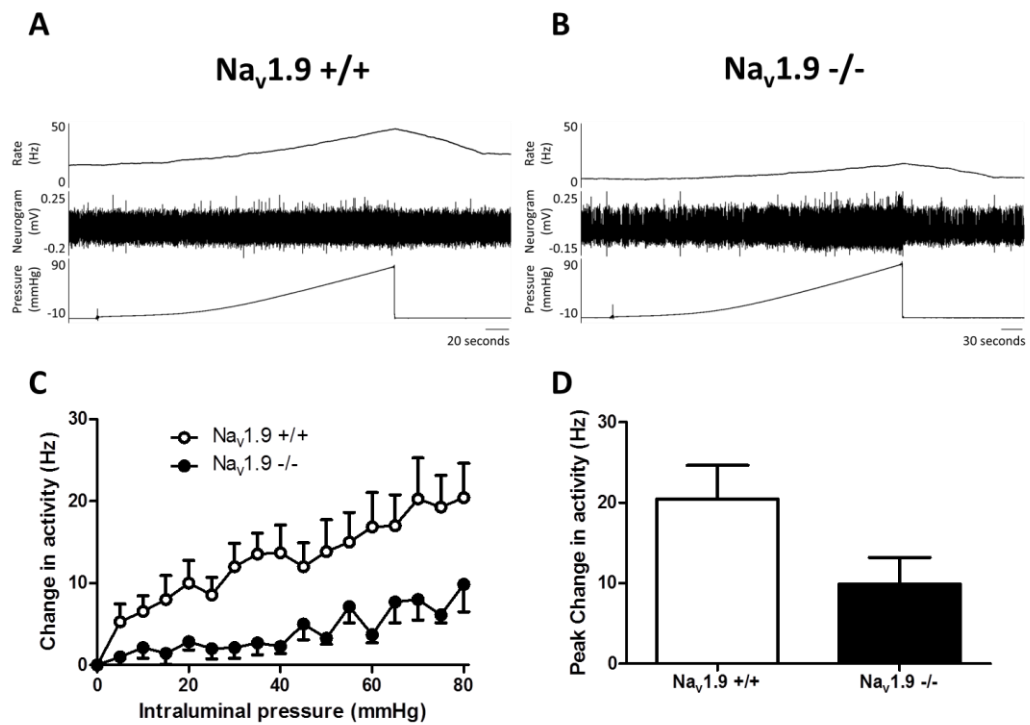 A
Nav1.9 +/+
50
Rate
(Hz)
0
0.25
Neurogram
(mV)
-0.2
90
Pressure
(mmHg)
-10
20 seconds
B
Nav1.9 -/-
50
Rate
(Hz)
0
0.25
Neurogram
(mV)
-0.15
90
Pressure
(mmHg)
-10
30 seconds
C
30
20
10
0
Change in activity (Hz)
Nav1.9 +/+
Nav1.9 -/-
0 20 40 60 80
Intraluminal pressure (mmHg)
D
30
20
10
0
Peak Change in activity (Hz)
Nav1.9 +/+ Nav1.9 -/-